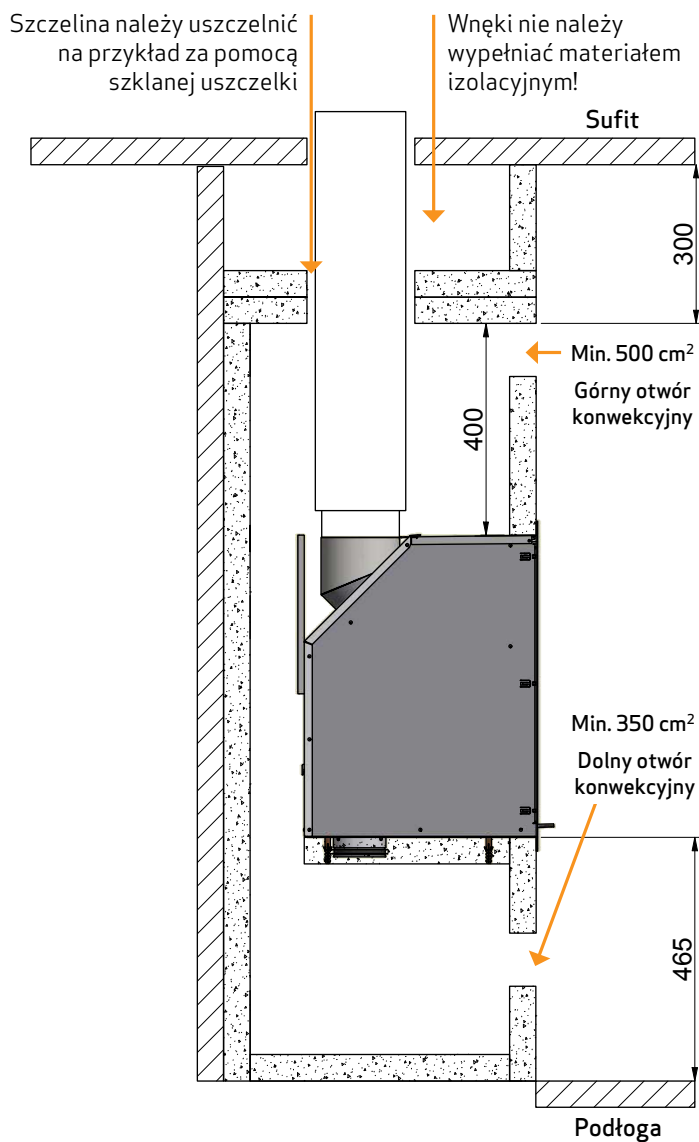 Szczelina należy uszczelnić
na przykład za pomocą
szklanej uszczelki
Wnęki nie należy
wypełniać materiałem
izolacyjnym!
Sufit
300
Min. 500 cm²
Górny otwór
konwekcyjny
400
Min. 350 cm²
Dolny otwór
konwekcyjny
465
Podłoga